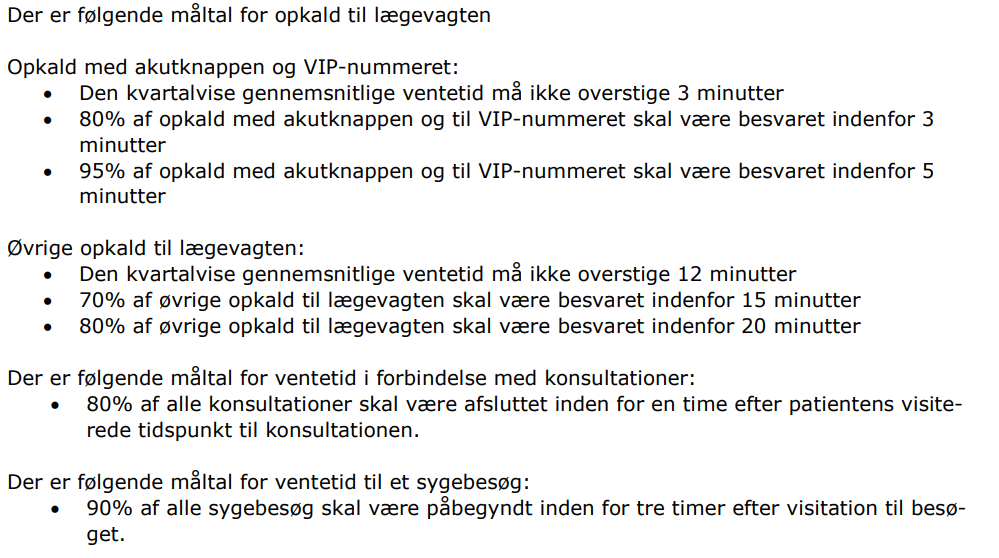 Der er følgende måltal for opkald til lægevagten
Opkald med akutknappen og VIP-nummeret:
• Den kvartalvise gennemsnitlige ventetid må ikke overstige 3 minutter
• 80% af opkald med akutknappen og til VIP-nummeret skal være besvaret indenfor 3
minutter
• 95% af opkald med akutknappen og til VIP-nummeret skal være besvaret indenfor 5
minutter
Øvrige opkald til lægevagten:
• Den kvartalvise gennemsnitlige ventetid må ikke overstige 12 minutter
• 70% af øvrige opkald til lægevagten skal være besvaret indenfor 15 minutter
• 80% af øvrige opkald til lægevagten skal være besvaret indenfor 20 minutter
Der er følgende måltal for ventetid i forbindelse med konsultationer:
• 80% af alle konsultationer skal være afsluttet inden for en time efter patientens visite-
rede tidspunkt til konsultationen.
Der er følgende måltal for ventetid til et sygebesøg:
• 90% af alle sygebesøg skal være påbegyndt inden for tre timer efter visitation til besø-
get.